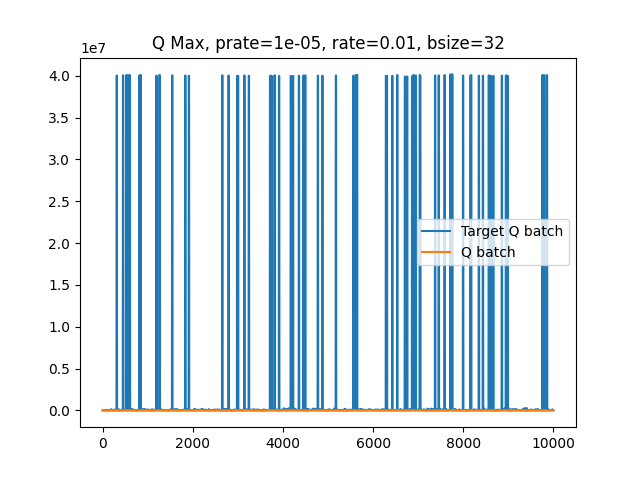 Q Max, prate=1e-05, rate=0.01, bsize=32
1e7
4.0
3.5
3.0
2.5
2.0
1.5
1.0
0.5
0.0
Target Q batch
Q batch
0 2000 4000 6000 8000 10000